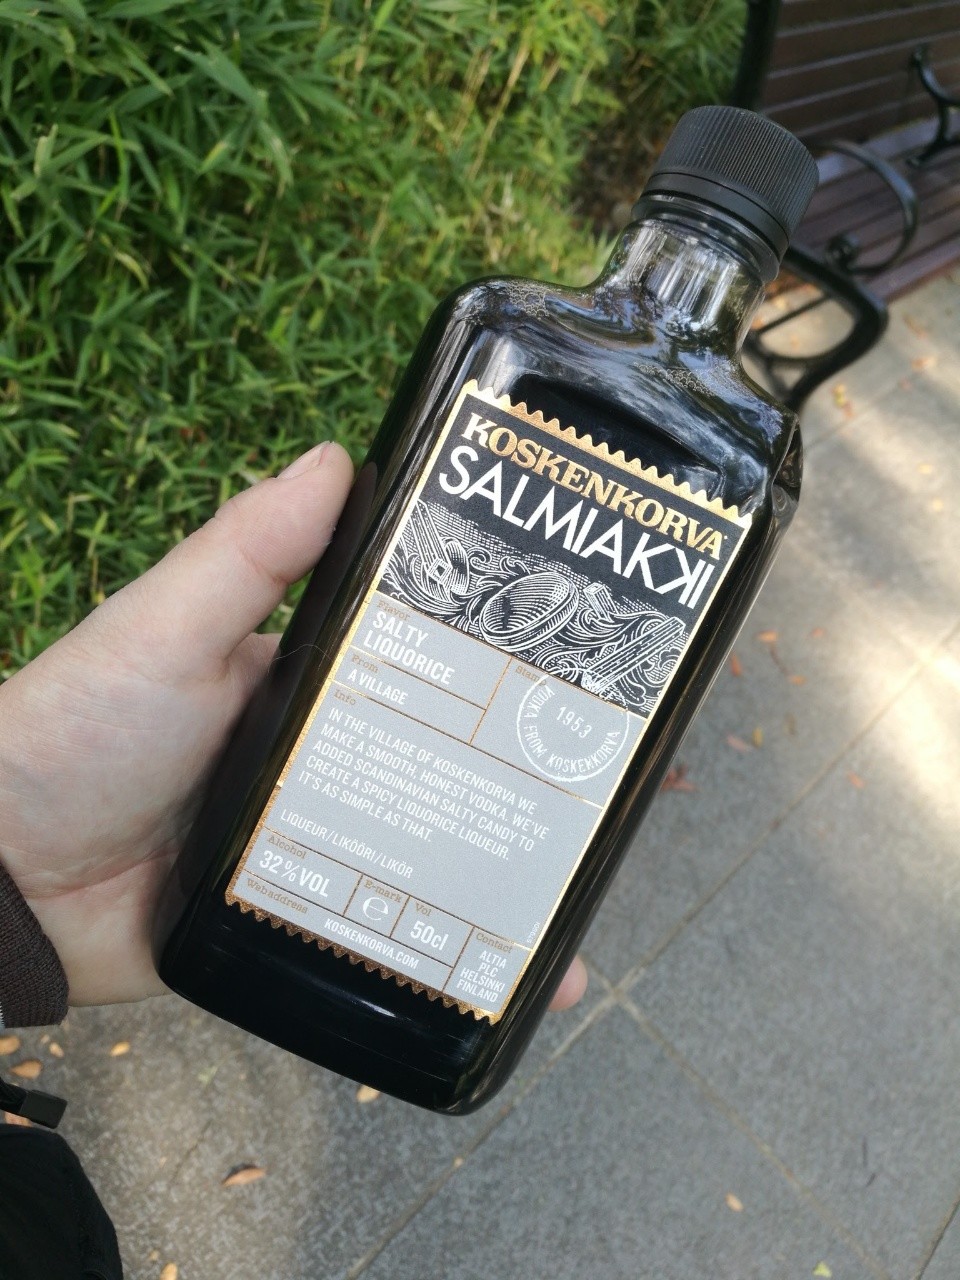 KOSKENKORVA
SALMIAKKI
Flavor
SALTY
LIQUORICE
From
A VILLAGE
Stam
1953
VODKA FROM KOSKENKORVA
Info
IN THE VILLAGE OF KOSKENKORVA WE
MAKE A SMOOTH, HONEST VODKA. WE'VE
ADDED SCANDINAVIAN SALTY CANDY TO
CREATE A SPICY LIQUORICE LIQUEUR.
IT'S AS SIMPLE AS THAT.
LIQUEUR/LIKÖÖRI/LIKÖR
Alcohol
32%VOL
E-mark
℮
Vol
50cl
Webaddress
KOSKENKORVA.COM
Contact
ALTIA
PLC
HELSINKI
FINLAND